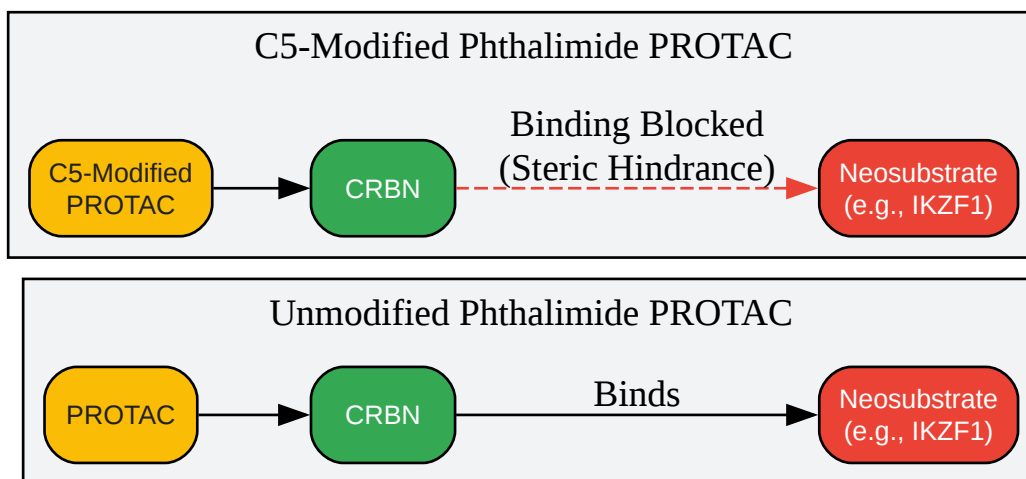 C5-Modified Phthalimide PROTAC
Binding Blocked
(Steric Hindrance)
C5-Modified
PROTAC
CRBN
Neosubstrate
(e.g., IKZF1)
Unmodified Phthalimide PROTAC
Binds
PROTAC
CRBN
Neosubstrate
(e.g., IKZF1)